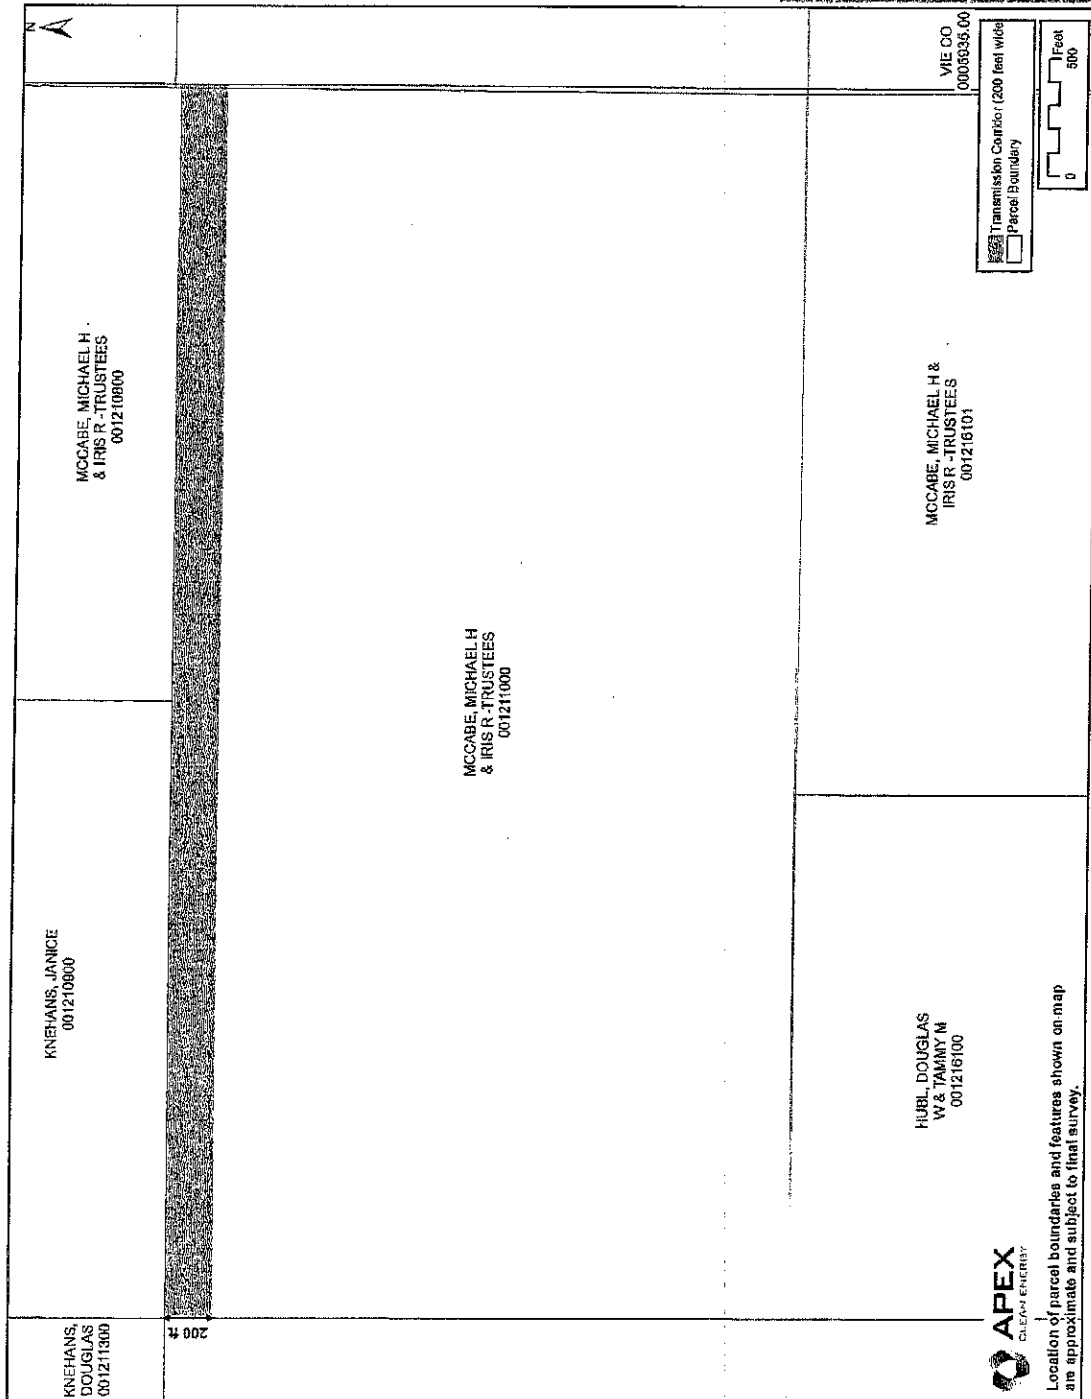 KNEHANS,
DOUGLAS
001211300
KNEHANS, JANICE
001210900
MCCABE, MICHAEL H
& IRIS R -TRUSTEES
001210800
N
200 ft
MCCABE, MICHAEL H
& IRIS R -TRUSTEES
001211000
HUBL, DOUGLAS
W & TAMMY M
001216100
MCCABE, MICHAEL H &
IRIS R -TRUSTEES
001216101
VIE CO
0005935.00
APEX
CLEAN ENERGY
Location of parcel boundaries and features shown on map
are approximate and subject to final survey.
Transmission Corridor (200 feet wide
Parcel Boundary
Feet
0 500